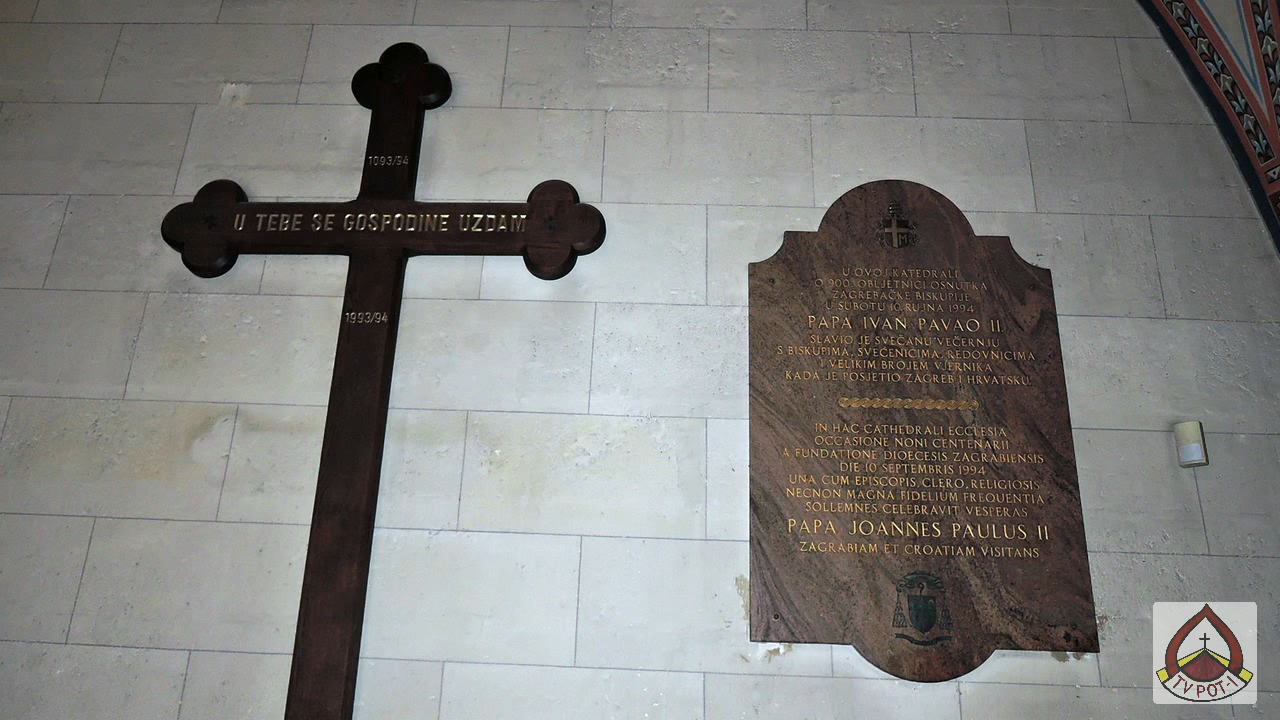 1093/94
U TEBE SE GOSPODINE UZDAM
1993/94
M
U OVOJ KATEDRALI
O 900. OBLJETNICI OSNUTKA
ZAGREBAČKE BISKUPIJE
U SUBOTU 10. RUJNA 1994.
PAPA IVAN PAVAO II.
SLAVIO JE SVEČANU VEČERNJU
S BISKUPIMA, SVEĆENICIMA, REDOVNICIMA
I VELIKIM BROJEM VJERNIKA
KADA JE POSJETIO ZAGREB I HRVATSKU.
IN HAC CATHEDRALI ECCLESIA
OCCASIONE NONI CENTENARII
A FUNDATIONE DIOECESIS ZAGRABIENSIS
DIE 10 SEPTEMBRIS 1994
UNA CUM EPISCOPIS, CLERO, RELIGIOSIS
NECNON MAGNA FIDELIUM FREQUENTIA
SOLLEMNES CELEBRAVIT VESPERAS
PAPA JOANNES PAULUS II
ZAGRABIAM ET CROATIAM VISITANS
TV POT-1